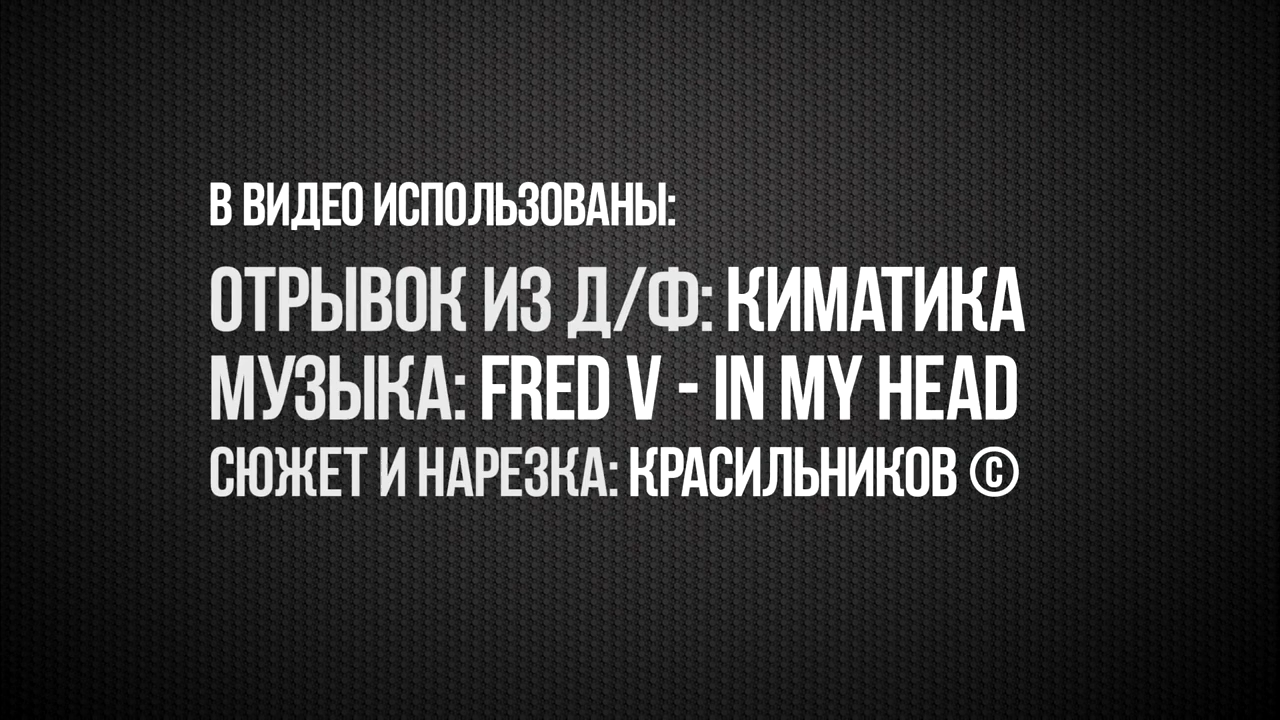 В ВИДЕО ИСПОЛЬЗОВАНЫ:
ОТРЫВОК ИЗ Д/Ф: КИМАТИКА
МУЗЫКА: FRED V - IN MY HEAD
СЮЖЕТ И НАРЕЗКА: КРАСИЛЬНИКОВ ©